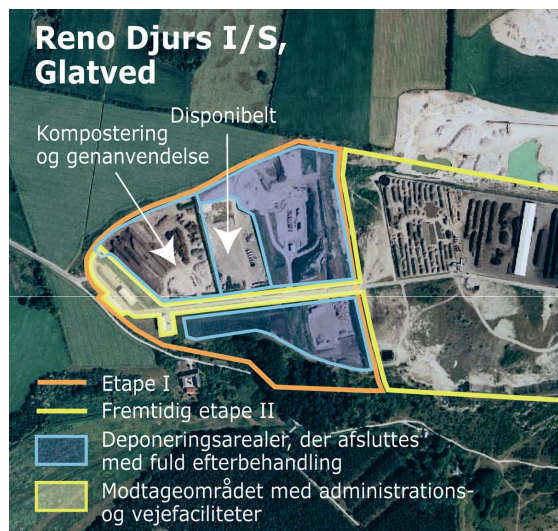 Reno Djurs I/S,
Glatved
Disponibelt
Kompostering
og genanvendelse
Etape I
Fremtidig etape II
Deponeringsarealer, der afsluttes
med fuld efterbehandling
Modtageområdet med administrations-
og vejefaciliteter